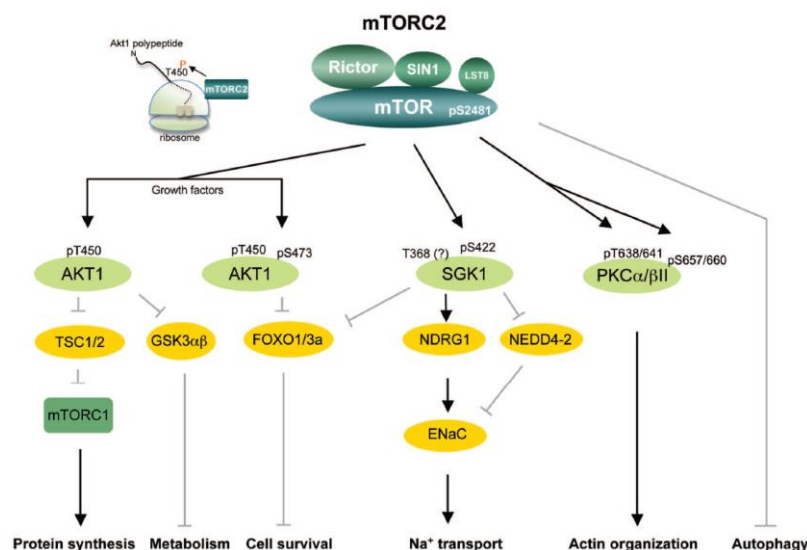 mTORC2
Akt1 polypeptide
N
T450
P
mTORC2
ribosome
Rictor
SIN1
LST8
mTOR
pS2481
Growth factors
pT450
AKT1
pT450
pS473
AKT1
T368 (?)
pS422
SGK1
pT638/641
pS657/660
PKCα/βII
TSC1/2
GSK3αβ
FOXO1/3a
NDRG1
NEDD4-2
mTORC1
ENaC
Protein synthesis
Metabolism
Cell survival
Na⁺ transport
Actin organization
Autophagy